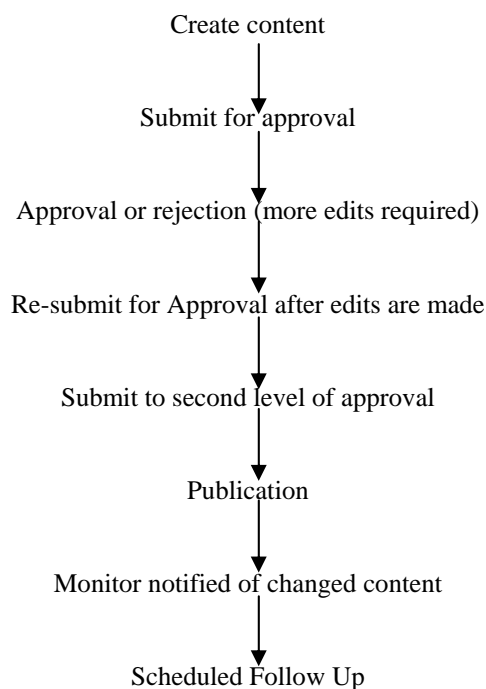 Create content
Submit for approval
Approval or rejection (more edits required)
Re-submit for Approval after edits are made
Submit to second level of approval
Publication
Monitor notified of changed content
Scheduled Follow Up